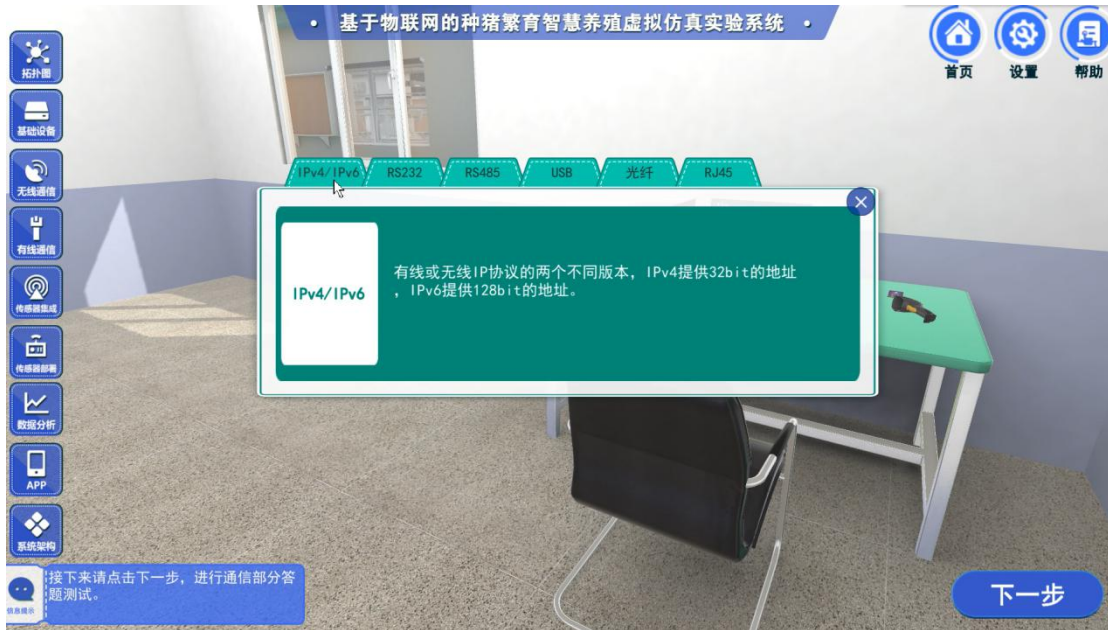 · 基于物联网的种猪繁育智慧养殖虚拟仿真实验系统 ·
首页
设置
帮助
拓扑图
基础设备
无线通信
有线通信
传感器集成
传感器部署
数据分析
APP
系统架构
IPv4/IPv6
RS232
RS485
USB
光纤
RJ45
IPv4/IPv6
有线或无线IP协议的两个不同版本，IPv4提供32bit的地址
，IPv6提供128bit的地址。
信息提示
接下来请点击下一步，进行通信部分答
题测试。
下一步